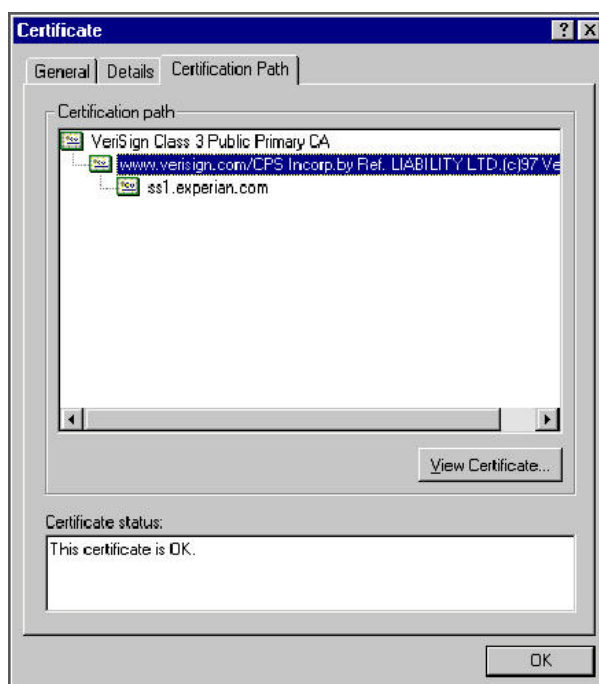 Certificate
General Details Certification Path
Certification path
VeriSign Class 3 Public Primary CA
www.verisign.com/CPS Incorp.by Ref. LIABILITY LTD.(c)97 Ve
ss1.experian.com
View Certificate...
Certificate status:
This certificate is OK.
OK